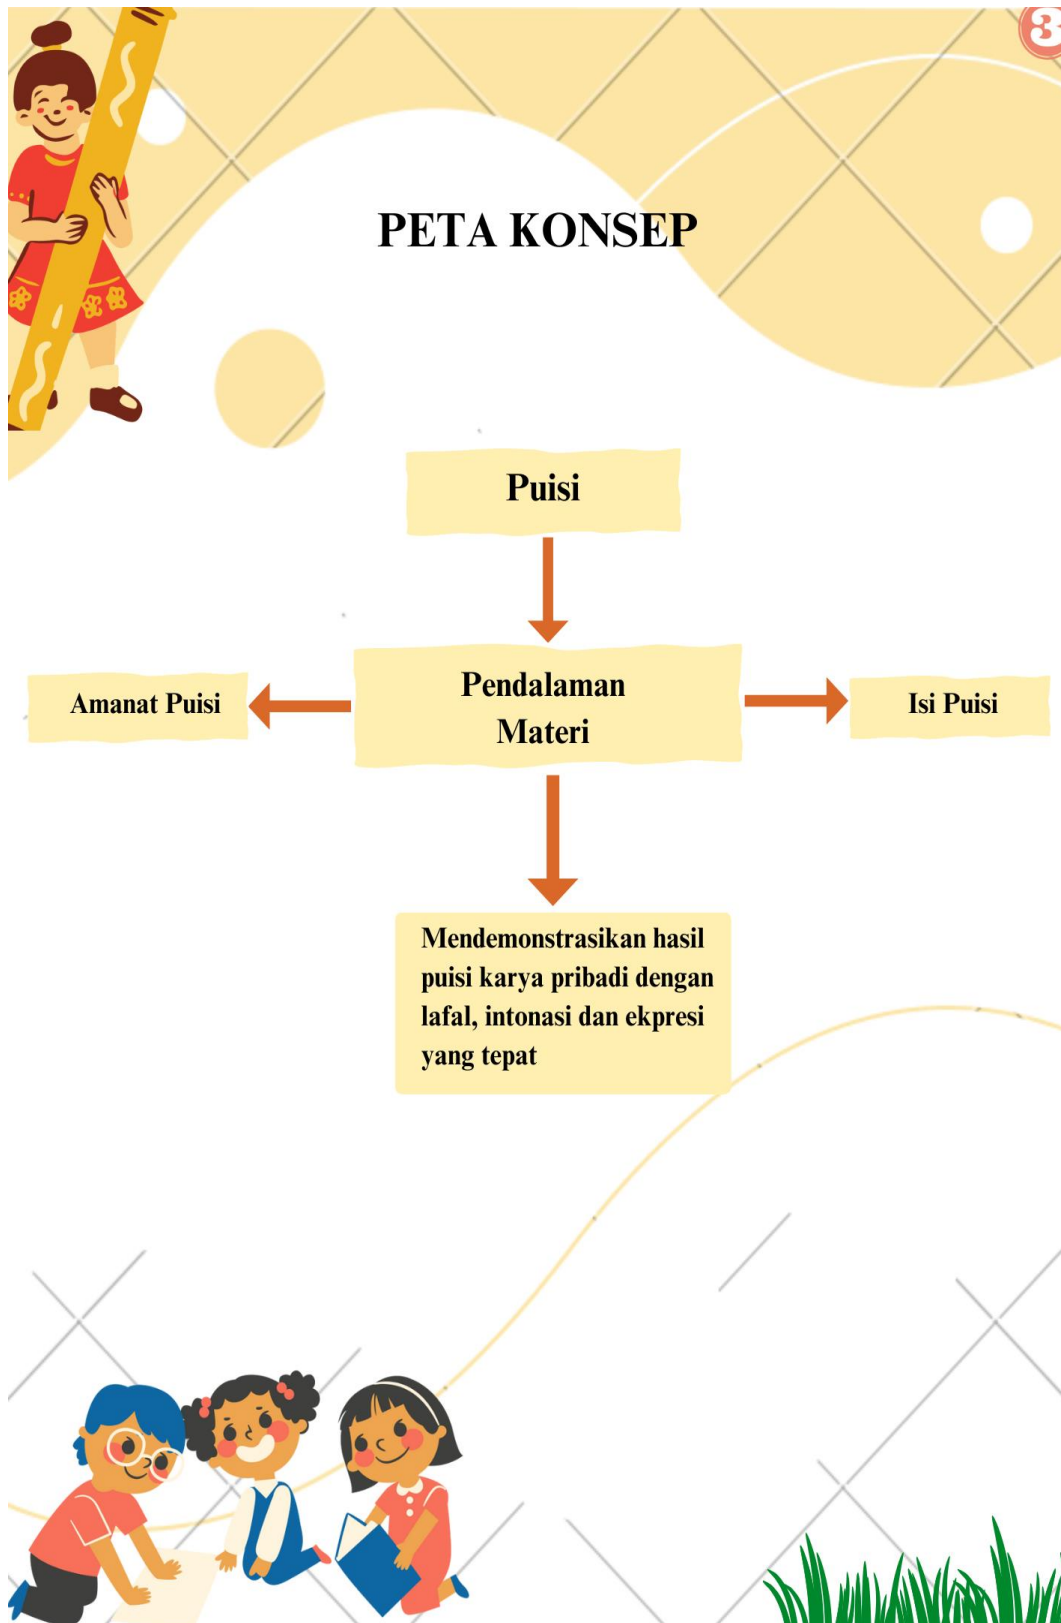 3
PETA KONSEP
Puisi
Amanat Puisi
Pendalaman
Materi
Isi Puisi
Mendemonstrasikan hasil
puisi karya pribadi dengan
lafal, intonasi dan ekpresi
yang tepat